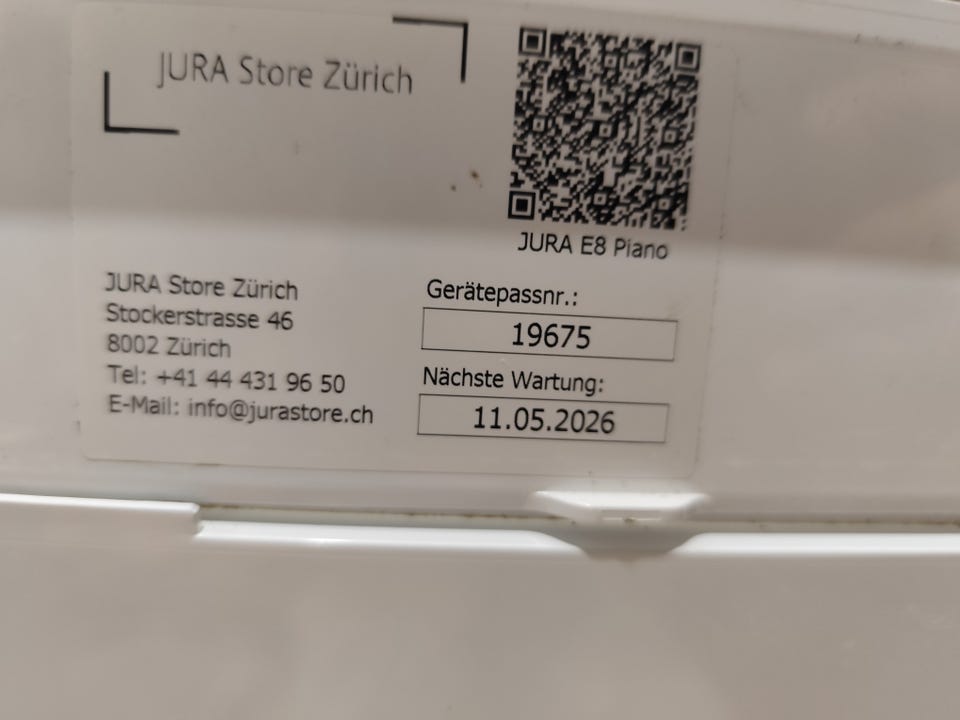 JURA Store Zürich
JURA E8 Piano
JURA Store Zürich
Stockerstrasse 46
8002 Zürich
Tel: +41 44 431 96 50
E-Mail: info@jurastore.ch
Gerätepassnr.:
19675
Nächste Wartung:
11.05.2026